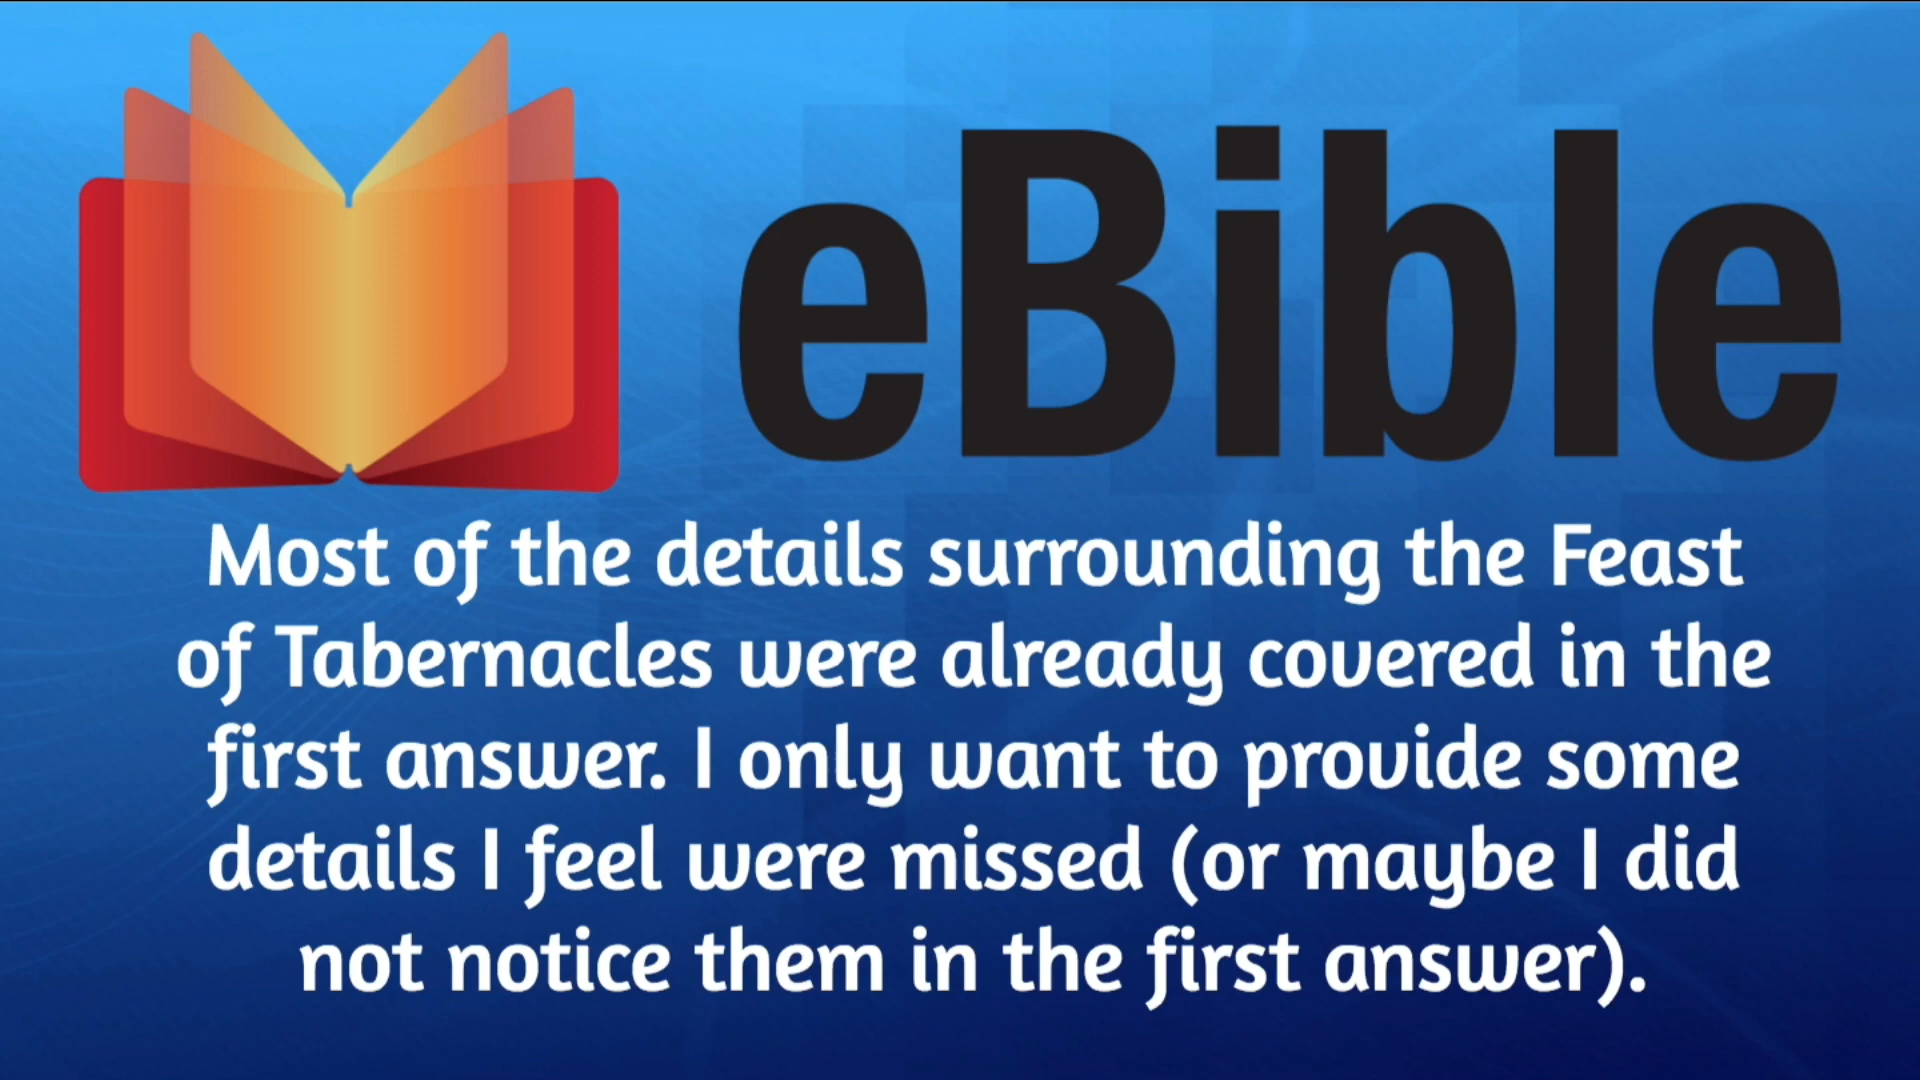 eBible
Most of the details surrounding the Feast
of Tabernacles were already covered in the
first answer. I only want to provide some
details I feel were missed (or maybe I did
not notice them in the first answer).